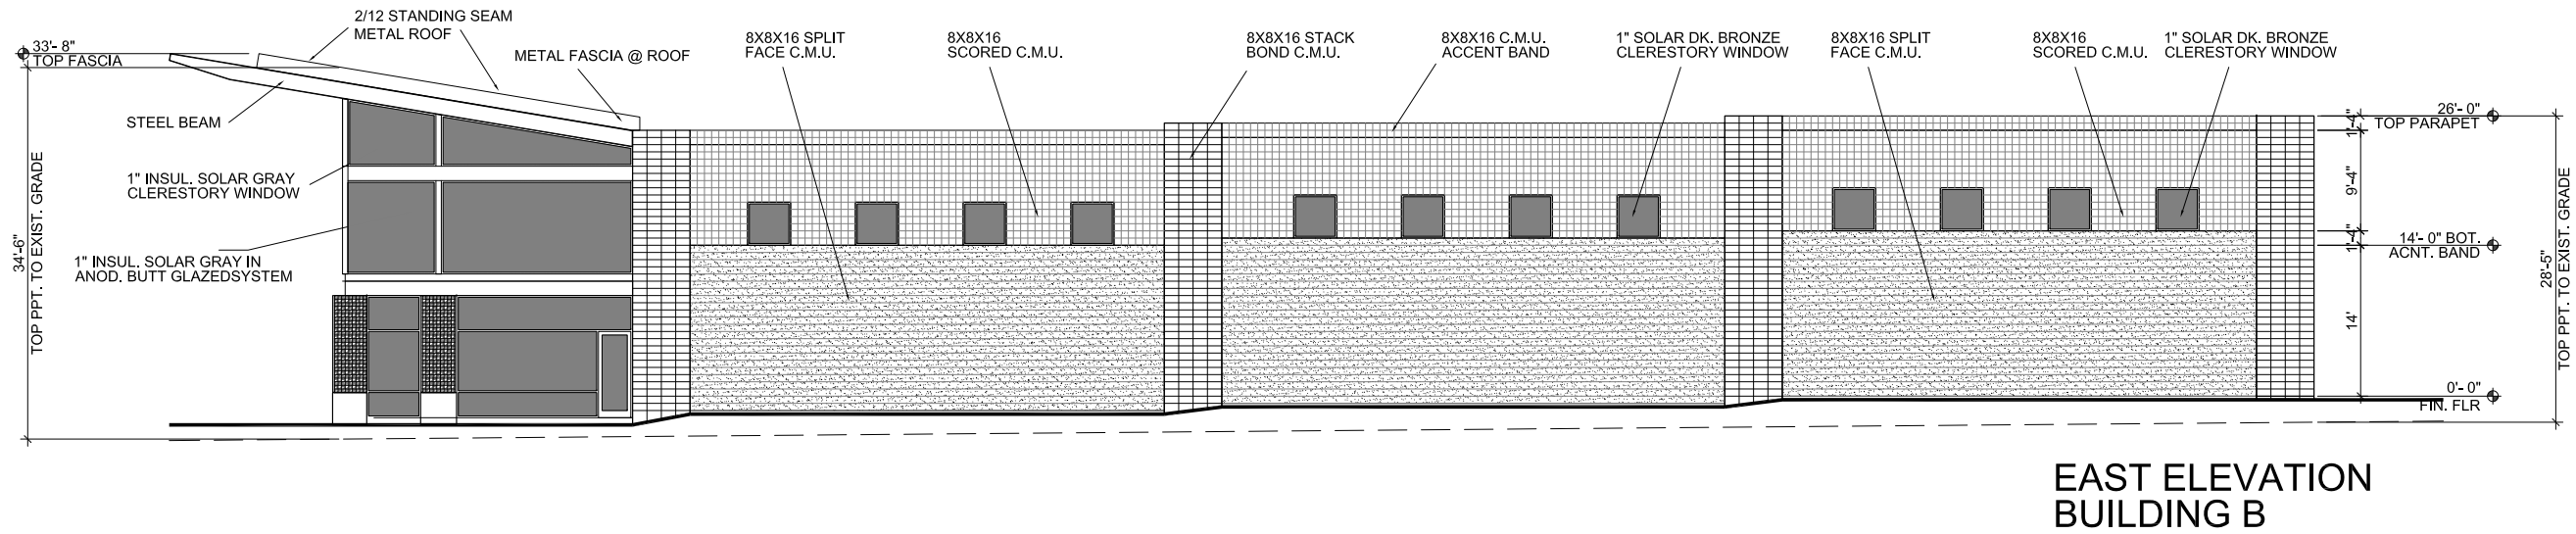 33'- 8"
TOP FASCIA
2/12 STANDING SEAM
METAL ROOF
METAL FASCIA @ ROOF
STEEL BEAM
1" INSUL. SOLAR GRAY
CLERESTORY WINDOW
1" INSUL. SOLAR GRAY IN
ANOD. BUTT GLAZEDSYSTEM
34'-6"
TOP PPT. TO EXIST. GRADE
8X8X16 SPLIT
FACE C.M.U.
8X8X16
SCORED C.M.U.
8X8X16 STACK
BOND C.M.U.
8X8X16 C.M.U.
ACCENT BAND
1" SOLAR DK. BRONZE
CLERESTORY WINDOW
8X8X16 SPLIT
FACE C.M.U.
8X8X16
SCORED C.M.U.
1" SOLAR DK. BRONZE
CLERESTORY WINDOW
26'- 0"
TOP PARAPET
1'-4"
9'-4"
1'-4"
14'
14'- 0" BOT.
ACNT. BAND
0'- 0"
FIN. FLR
28'-5"
TOP PPT. TO EXIST. GRADE
EAST ELEVATION
BUILDING B